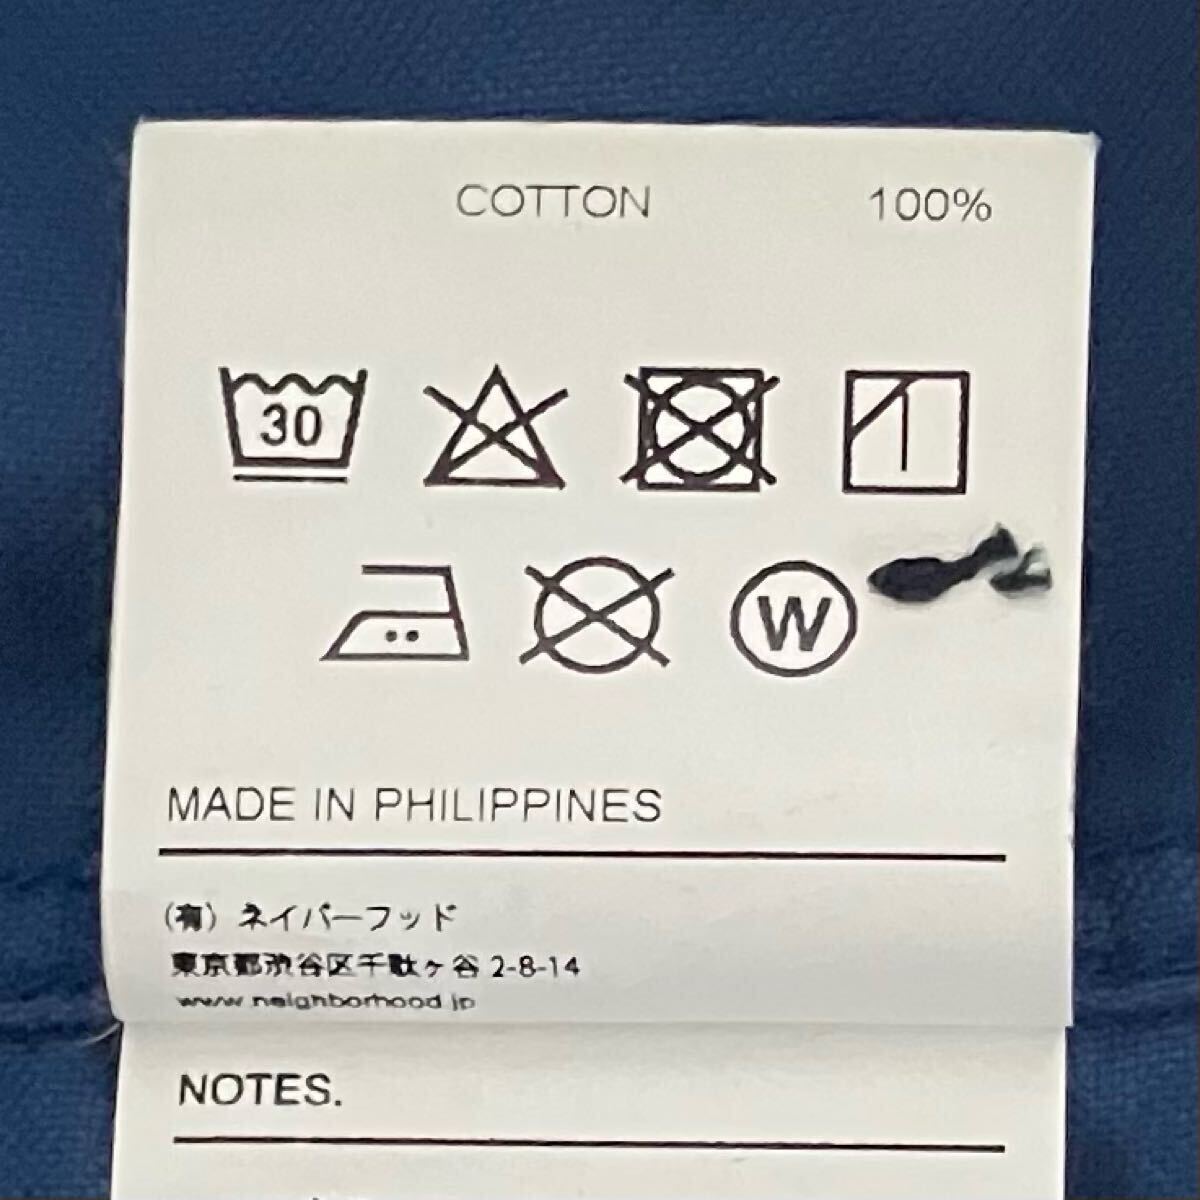 COTTON 100%
30
W
MADE IN PHILIPPINES
(有) ネイバーフッド
東京都渋谷区千駄ヶ谷 2-8-14
www.neighborhood.jp
NOTES.